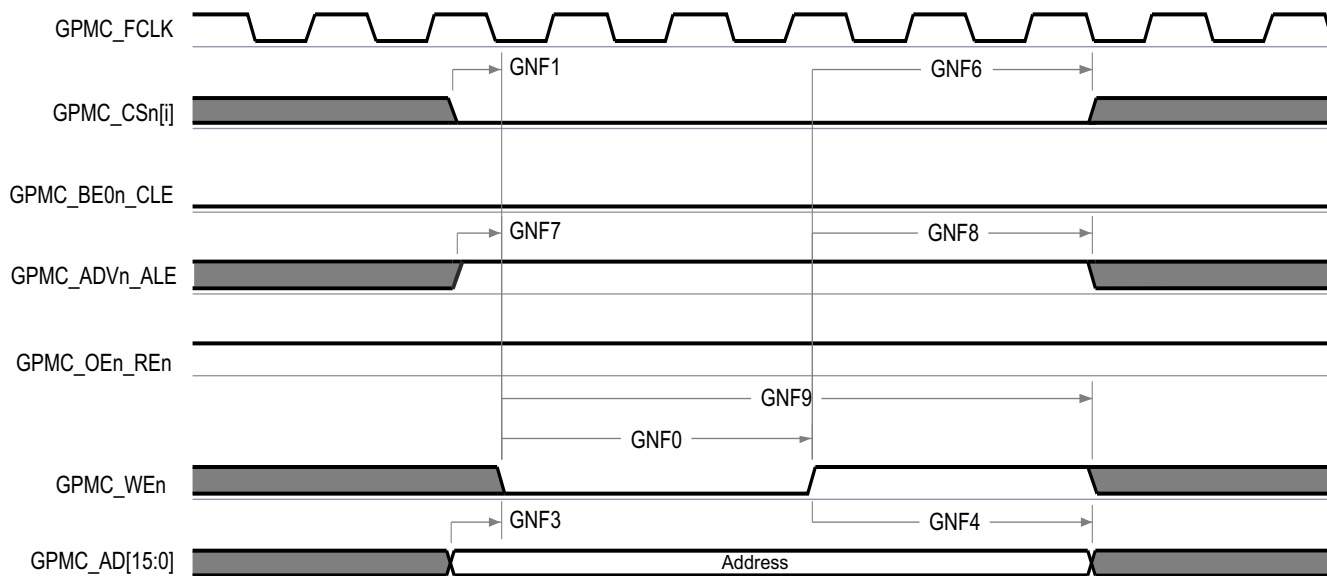 GPMC_FCLK
GNF1
GNF6
GPMC_CSn[i]
GPMC_BE0n_CLE
GNF7
GNF8
GPMC_ADVn_ALE
GPMC_OEn_REn
GNF9
GNF0
GPMC_WEn
GNF3
GNF4
GPMC_AD[15:0]
Address